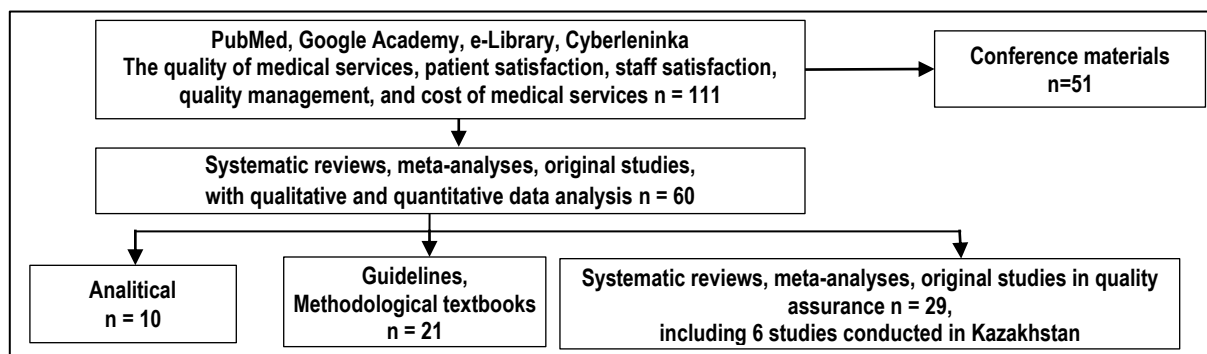 PubMed, Google Academy, e-Library, Cyberleninka
The quality of medical services, patient satisfaction, staff satisfaction,
quality management, and cost of medical services n = 111
Conference materials
n=51
Systematic reviews, meta-analyses, original studies,
with qualitative and quantitative data analysis n = 60
Analitical
n = 10
Guidelines,
Methodological textbooks
n = 21
Systematic reviews, meta-analyses, original studies in quality
assurance n = 29,
including 6 studies conducted in Kazakhstan